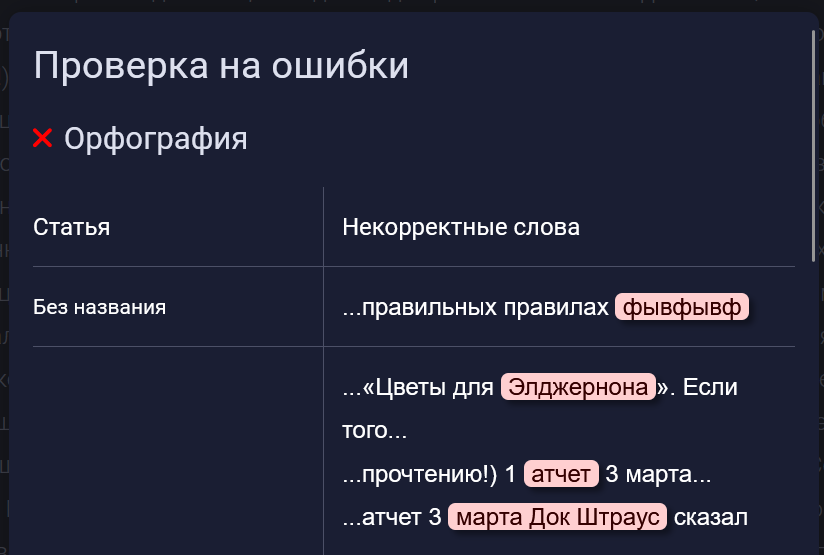 Проверка на ошибки
Орфография
Статья
Некорректные слова
Без названия
...правильных правилах фывфывф
...«Цветы для Элджернона». Если
того...
...прочтению!) 1 атчет 3 марта...
...атчет 3 марта Док Штраус сказал